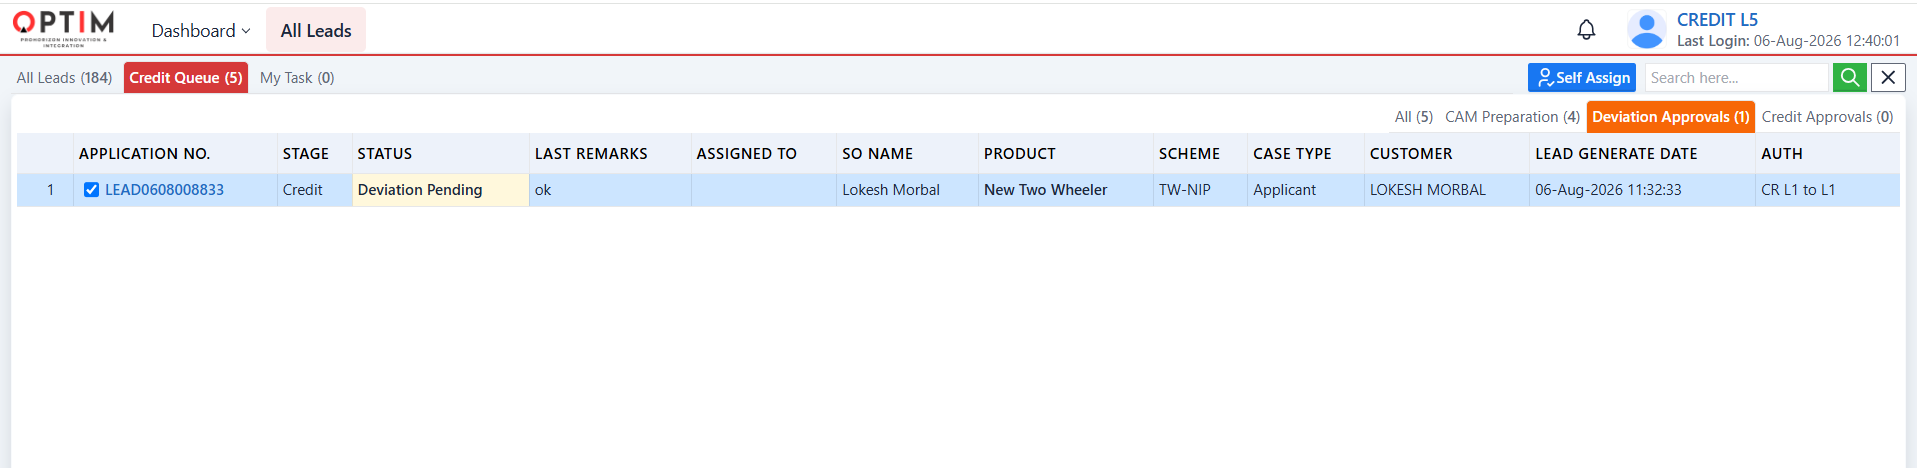 OPTIM
PROHORIZON INNOVATION &
INTEGRATION
Dashboard
All Leads
CREDIT L5
Last Login: 06-Aug-2026 12:40:01
All Leads (184) Credit Queue (5) My Task (0)
Self Assign
Search here...
All (5) CAM Preparation (4) Deviation Approvals (1) Credit Approvals (0)
APPLICATION NO. STAGE STATUS LAST REMARKS ASSIGNED TO SO NAME PRODUCT SCHEME CASE TYPE CUSTOMER LEAD GENERATE DATE AUTH
1 LEAD0608008833 Credit Deviation Pending ok Lokesh Morbal New Two Wheeler TW-NIP Applicant LOKESH MORBAL 06-Aug-2026 11:32:33 CR L1 to L1